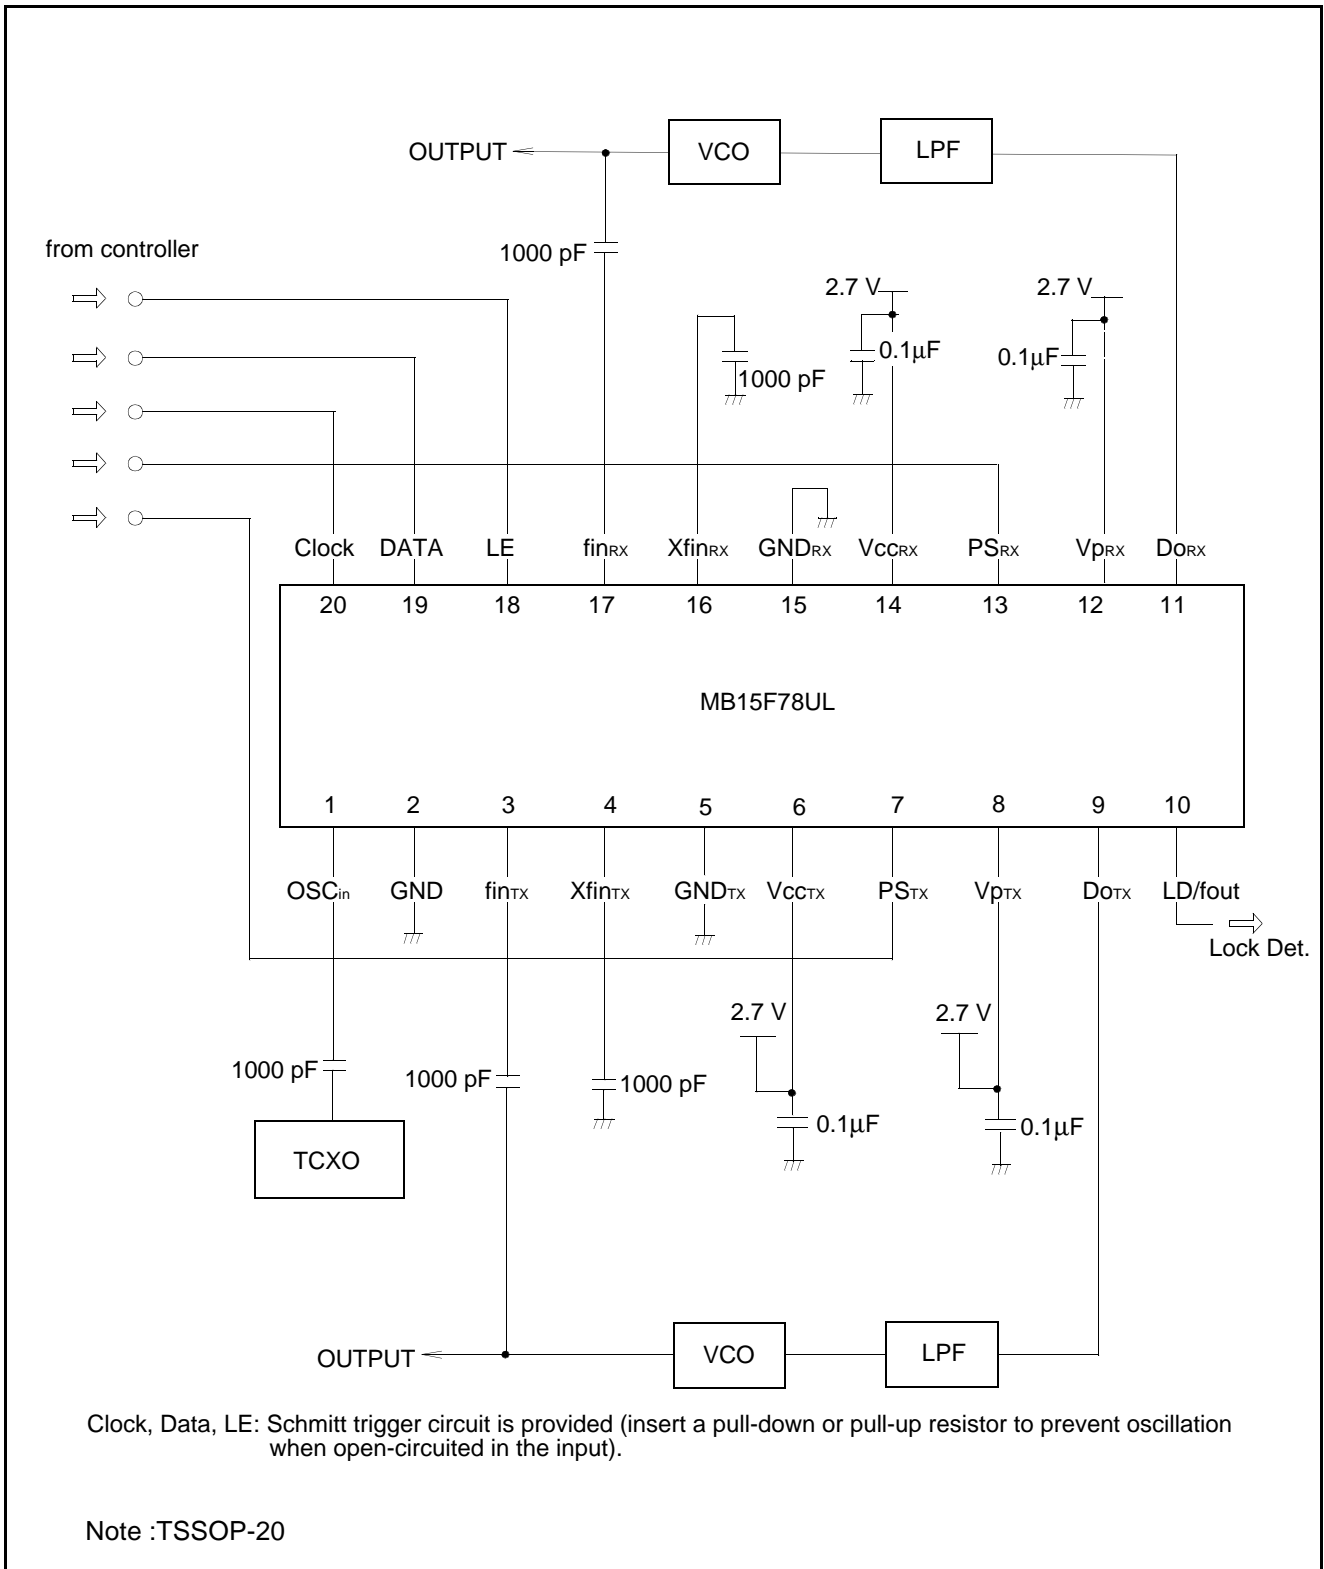 OUTPUT VCO LPF
from controller
1000 pF
2.7 V 2.7 V
0.1µF 0.1µF
1000 pF
Clock DATA LE finRX XfinRX GNDRX VccRX PSRX VpRX DoRX
20 19 18 17 16 15 14 13 12 11
MB15F78UL
1 2 3 4 5 6 7 8 9 10
OSCin GND finTX XfinTX GNDTX VccTX PSTX VpTX DoTX LD/fout
Lock Det.
2.7 V 2.7 V
1000 pF 1000 pF 1000 pF
0.1µF 0.1µF
TCXO
OUTPUT VCO LPF
Clock, Data, LE: Schmitt trigger circuit is provided (insert a pull-down or pull-up resistor to prevent oscillation
when open-circuited in the input).
Note :TSSOP-20